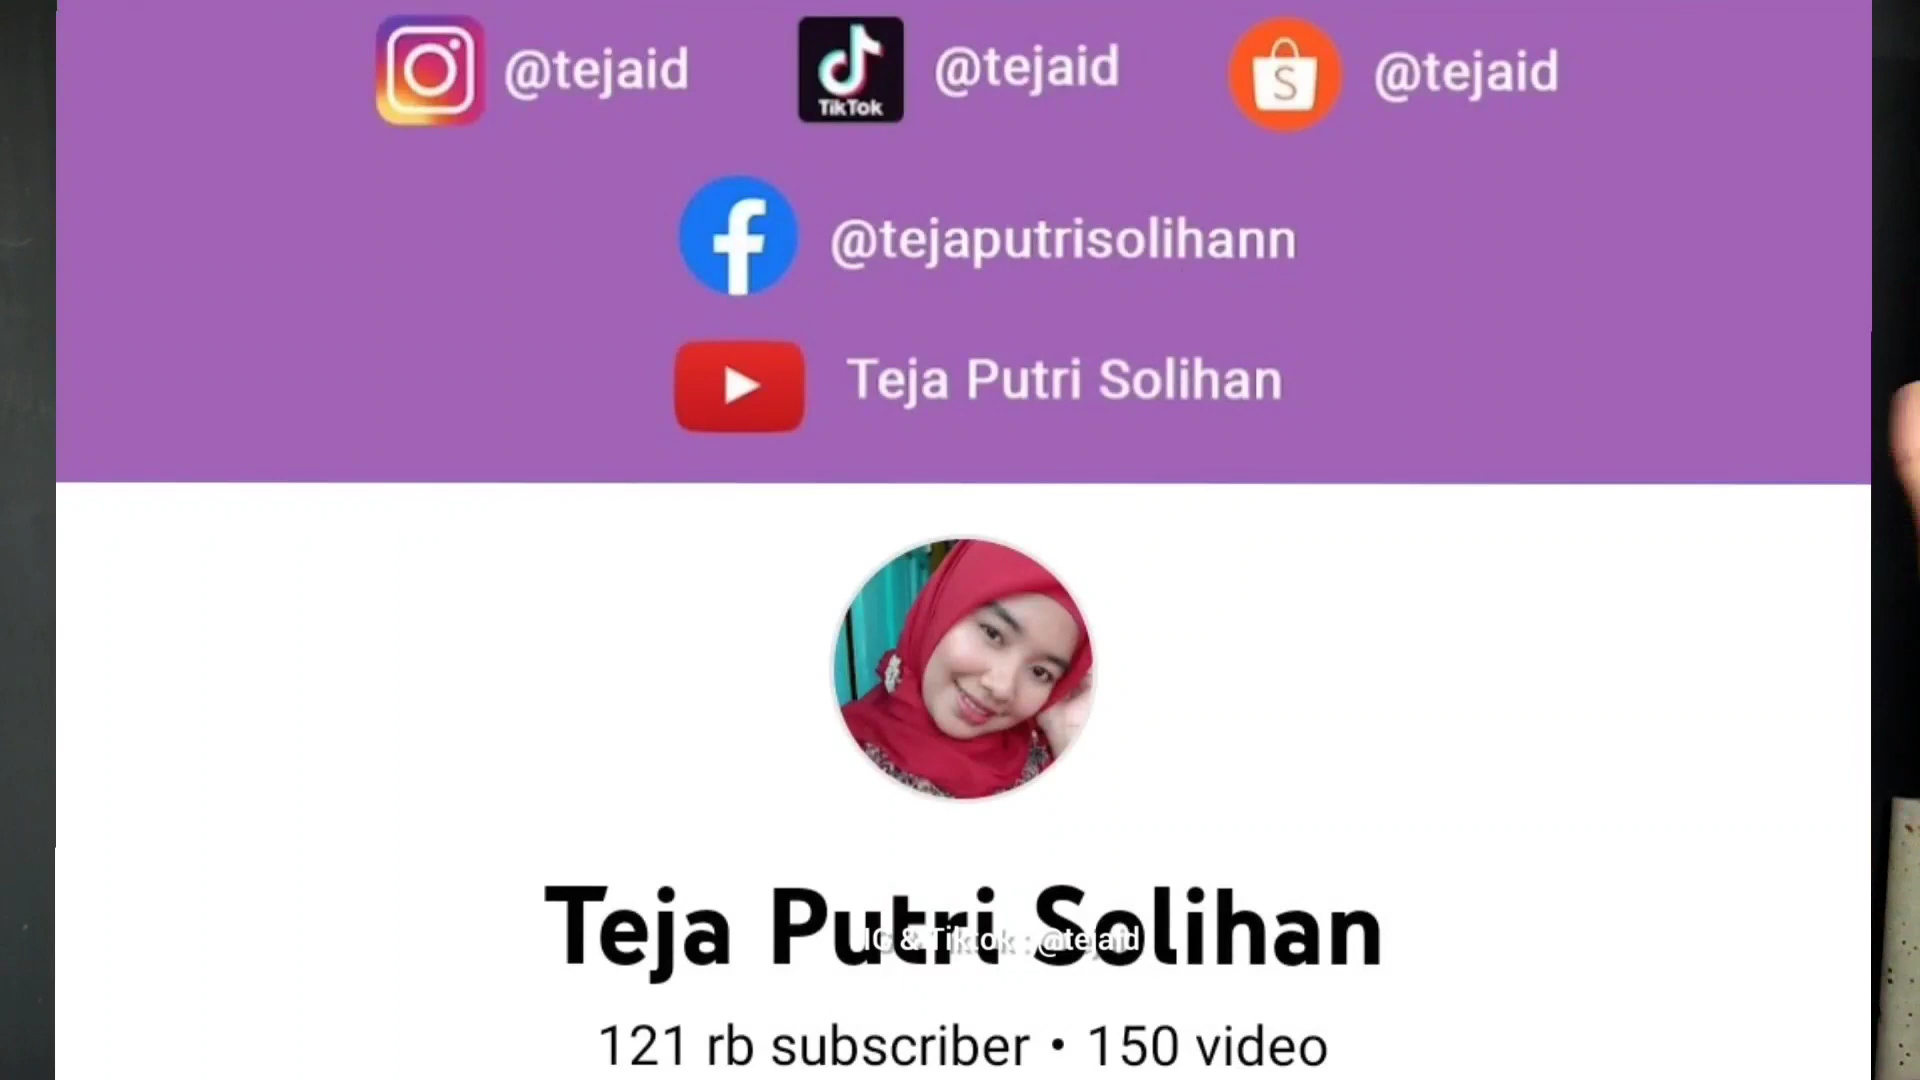 @tejaid
TikTok
@tejaid
S
@tejaid
f
@tejaputrisolihann
Teja Putri Solihan
Teja Putri Solihan
IG & Tiktok : @tejaid
121 rb subscriber • 150 video